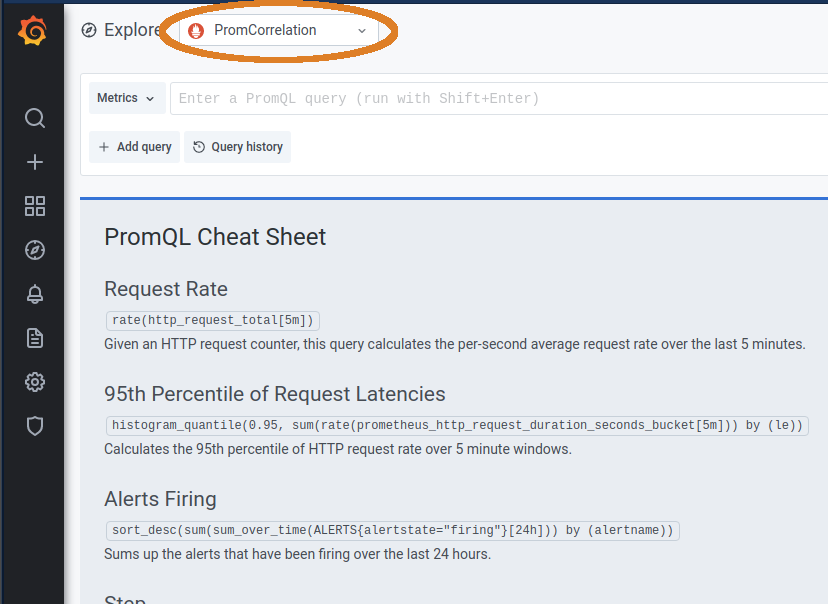 Explore
PromCorrelation
Metrics
Enter a PromQL query (run with Shift+Enter)
+ Add query
Query history
PromQL Cheat Sheet
Request Rate
rate(http_request_total[5m])
Given an HTTP request counter, this query calculates the per-second average request rate over the last 5 minutes.
95th Percentile of Request Latencies
histogram_quantile(0.95, sum(rate(prometheus_http_request_duration_seconds_bucket[5m])) by (le))
Calculates the 95th percentile of HTTP request rate over 5 minute windows.
Alerts Firing
sort_desc(sum(sum_over_time(ALERTS{alertstate="firing"}[24h])) by (alertname))
Sums up the alerts that have been firing over the last 24 hours.
Step